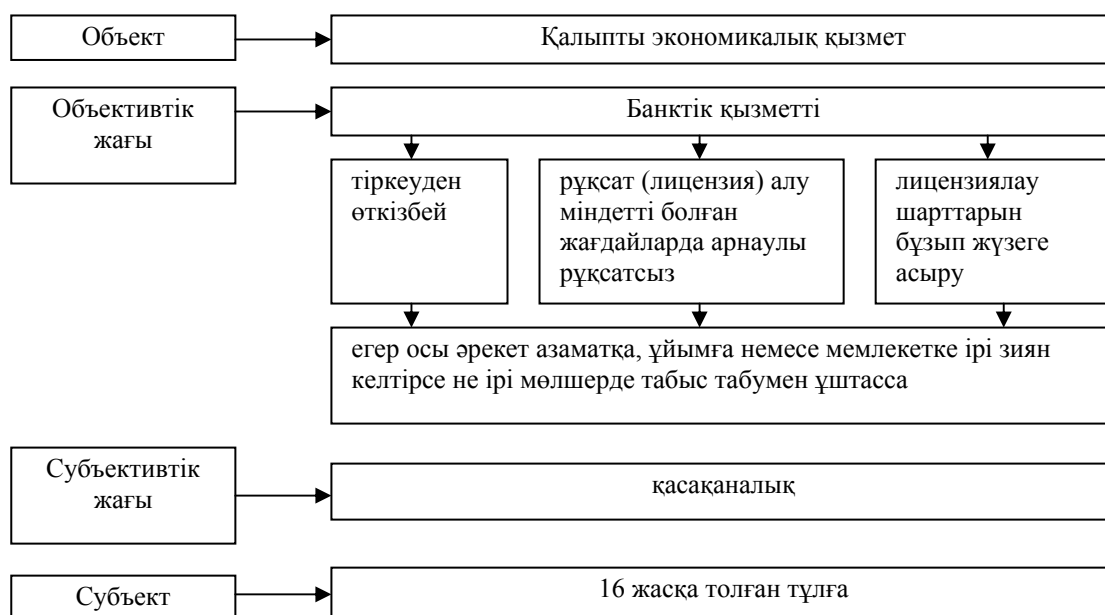 Объект
Қалыпты экономикалық қызмет
Объективтік
жағы
Банктік қызметті
тіркеуден
өткізбей
рұқсат (лицензия) алу
міндетті болған
жағдайларда арнаулы
рұқсатсыз
лицензиялау
шарттарын
бұзып жүзеге
асыру
егер осы әрекет азаматқа, ұйымға немесе мемлекетке ірі зиян
келтірсе не ірі мөлшерде табыс табумен ұштасса
Субъективтік
жағы
қасақаналық
Субъект
16 жасқа толған тұлға